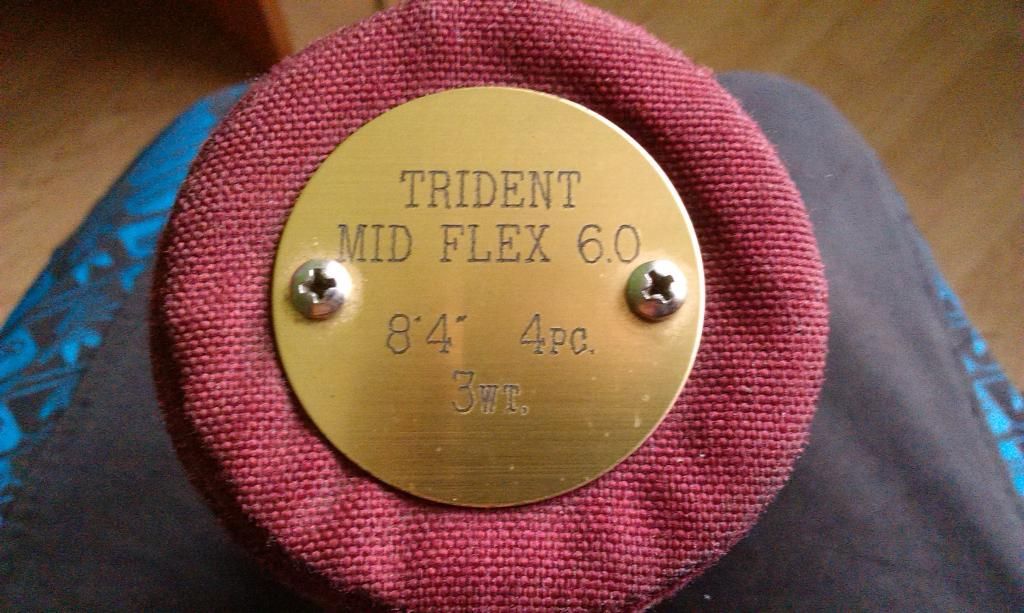 TRIDENT
MID FLEX 6.0
8'4" 4PC.
3WT.